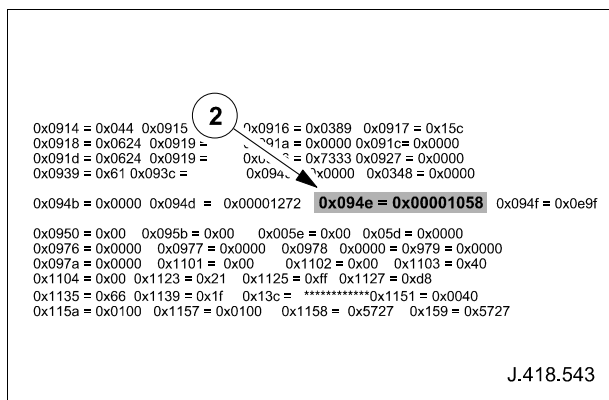 2
0x0914 = 0x044 0x0915 0x0916 = 0x0389 0x0917 = 0x15c
0x0918 = 0x0624 0x0919 = 0x091a = 0x0000 0x091c= 0x0000
0x091d = 0x0624 0x0919 = 0x7333 0x0927 = 0x0000
0x0939 = 0x61 0x093c = 0x0000 0x0348 = 0x0000
0x094b = 0x0000 0x094d = 0x00001272 0x094e = 0x00001058 0x094f = 0x0e9f
0x0950 = 0x00 0x095b = 0x00 0x005e = 0x00 0x05d = 0x0000
0x0976 = 0x0000 0x0977 = 0x0000 0x0978 0x0000 = 0x979 = 0x0000
0x097a = 0x0000 0x1101 = 0x00 0x1102 = 0x00 0x1103 = 0x40
0x1104 = 0x00 0x1123 = 0x21 0x1125 = 0xff 0x1127 = 0xd8
0x1135 = 0x66 0x1139 = 0x1f 0x13c = ************0x1151 = 0x0040
0x115a = 0x0100 0x1157 = 0x0100 0x1158 = 0x5727 0x159 = 0x5727
J.418.543